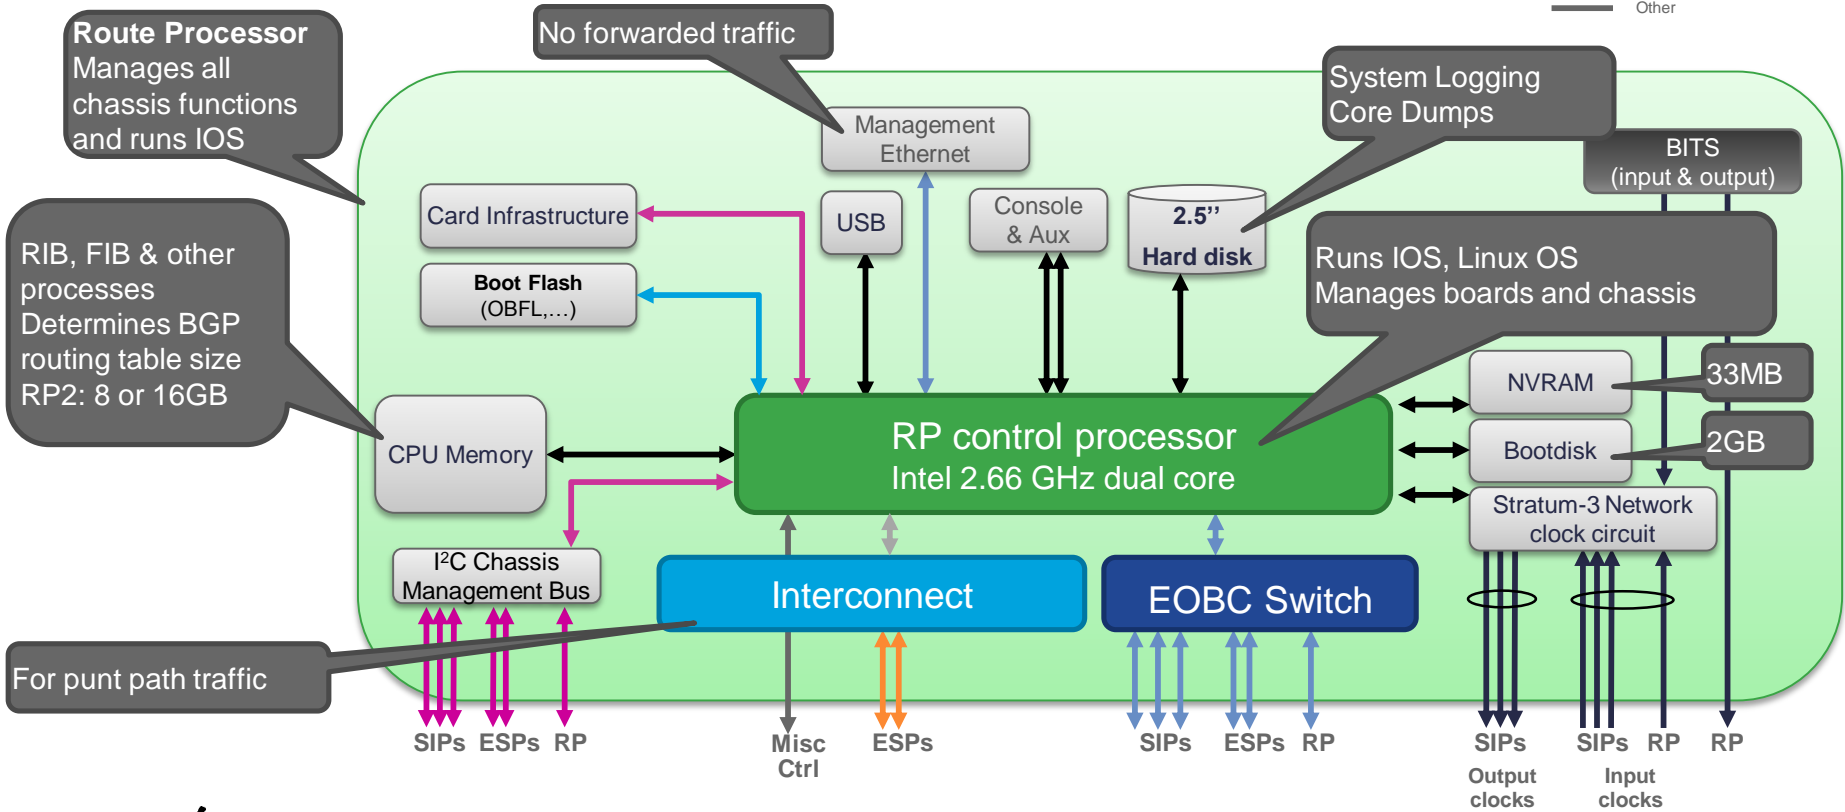 Other
Route Processor
Manages all
chassis functions
and runs IOS
No forwarded traffic
System Logging
Core Dumps
Management
Ethernet
BITS
(input & output)
Card Infrastructure
USB
Console
& Aux
2.5’’
Hard disk
RIB, FIB & other
processes
Determines BGP
routing table size
RP2: 8 or 16GB
Boot Flash
(OBFL,…)
Runs IOS, Linux OS
Manages boards and chassis
NVRAM
33MB
CPU Memory
RP control processor
Intel 2.66 GHz dual core
Bootdisk
2GB
Stratum-3 Network
clock circuit
I²C Chassis
Management Bus
Interconnect
EOBC Switch
For punt path traffic
SIPs
ESPs
RP
Misc
Ctrl
ESPs
SIPs
ESPs
RP
SIPs
Output
clocks
SIPs
RP
Input
clocks
RP